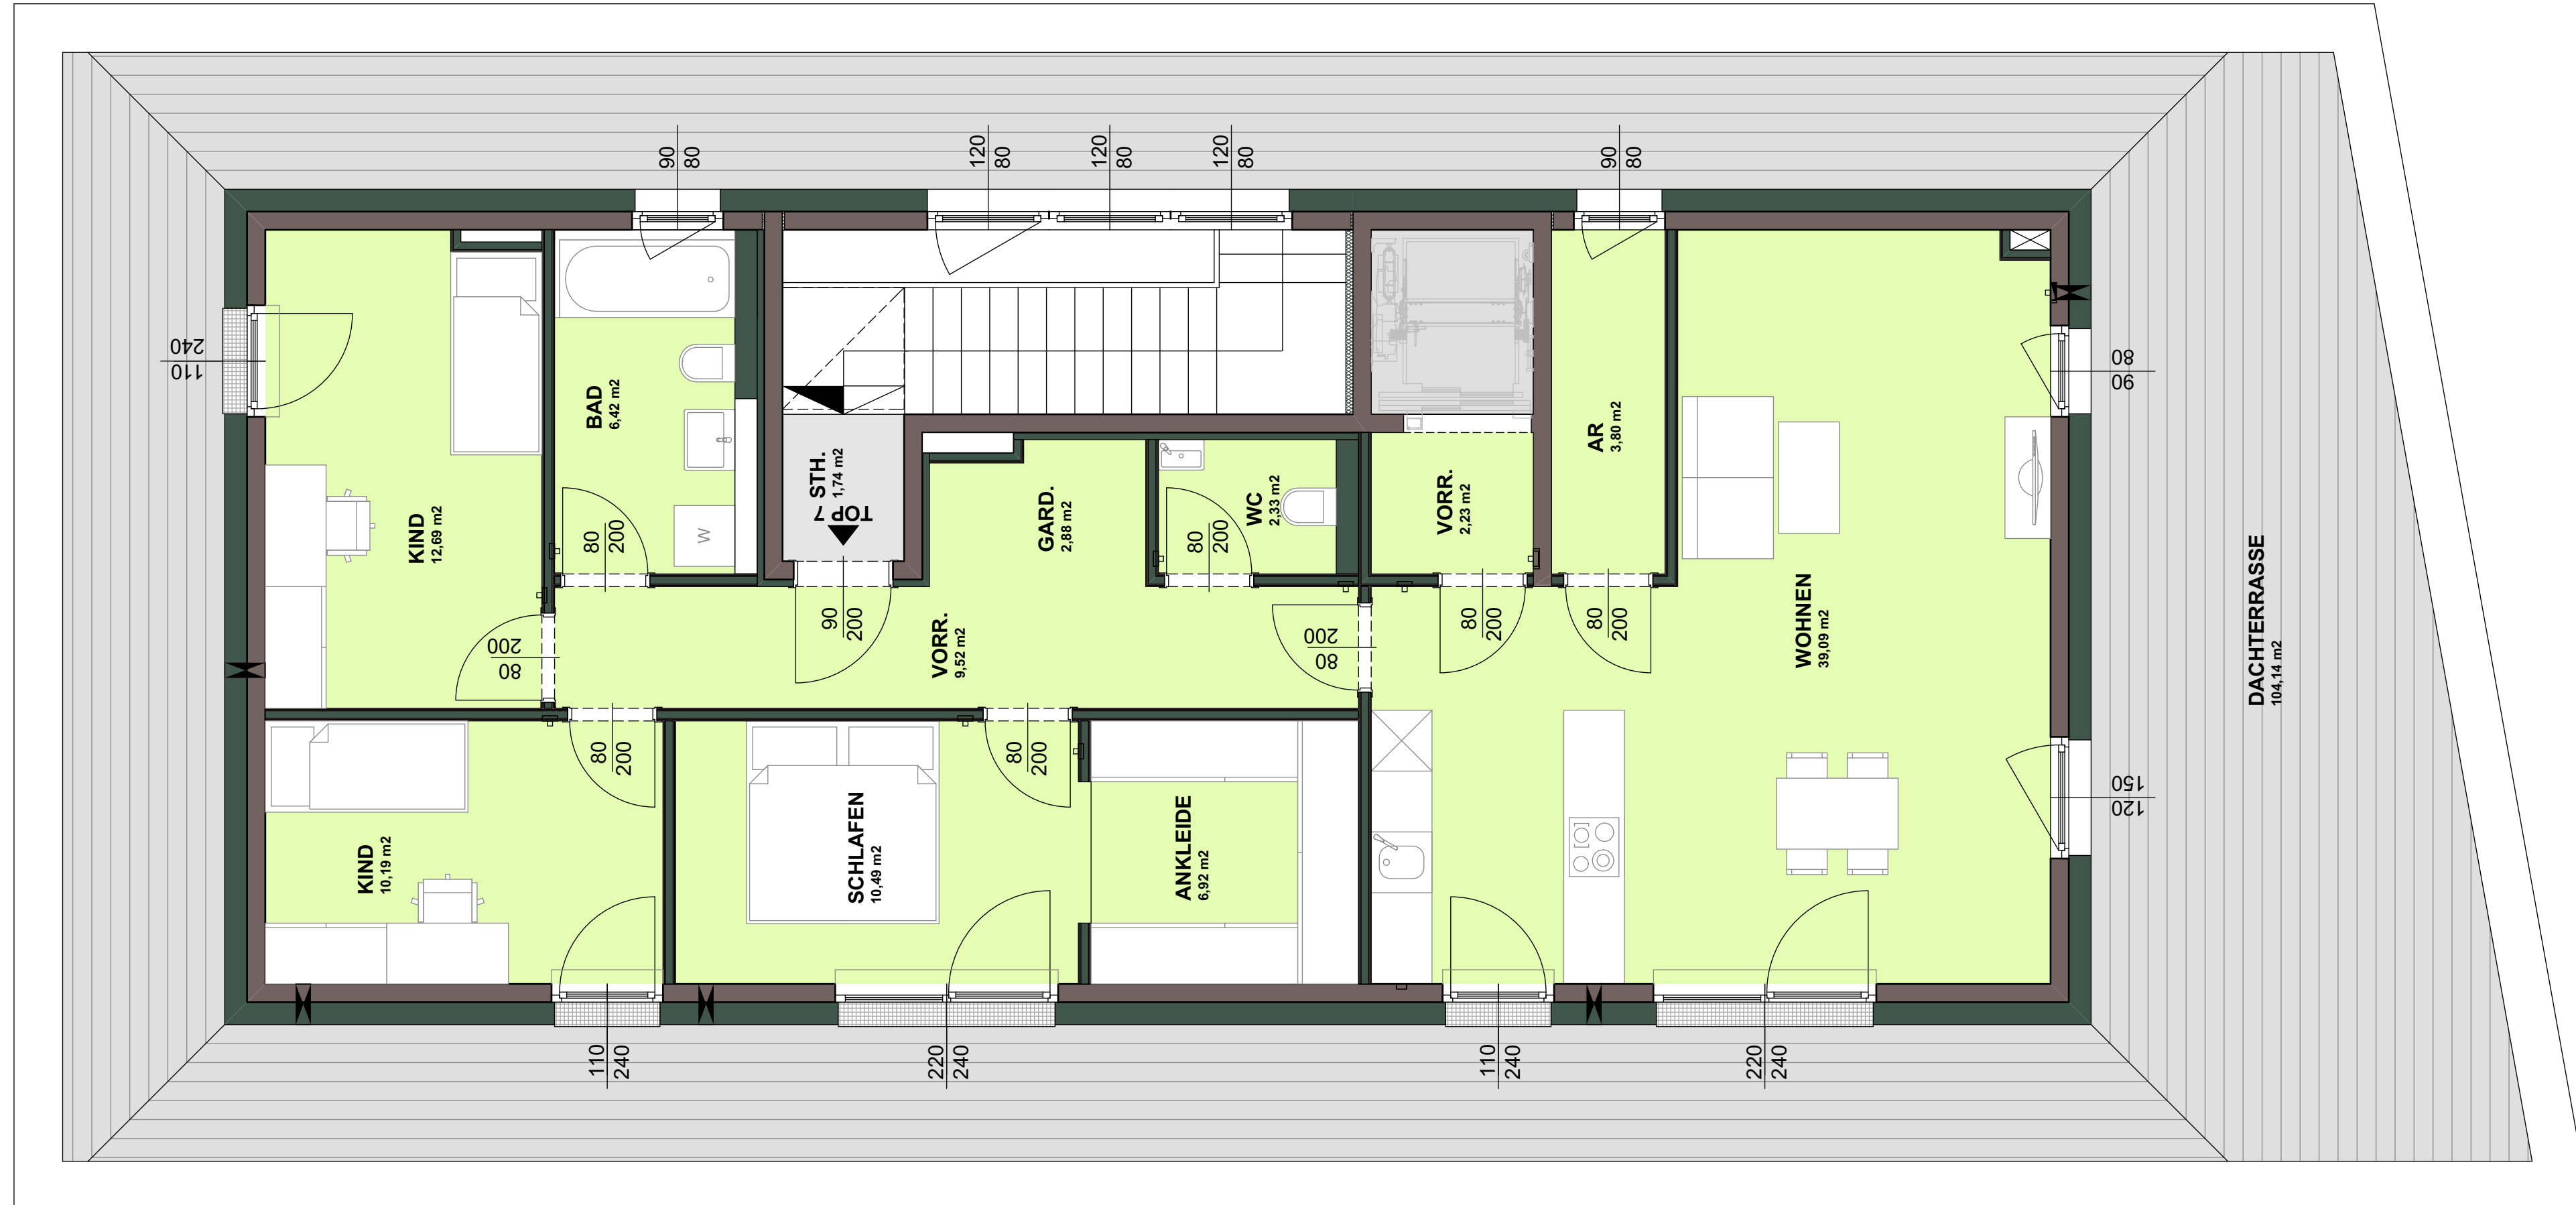 90
80
120
80
120
80
120
80
90
80
240
110
KIND
12,69 m2
BAD
6,42 m2
W
STH.
1,74 m2
TOP 7
GARD.
2,88 m2
WC
2,33 m2
VORR.
2,23 m2
AR
3,80 m2
80
90
80
200
80
200
200
80
90
200
VORR.
9,52 m2
200
80
80
200
80
200
WOHNEN
39,09 m2
DACHTERRASSE
104,14 m2
80
200
80
200
KIND
10,19 m2
SCHLAFEN
10,49 m2
ANKLEIDE
6,92 m2
150
120
110
240
220
240
110
240
220
240